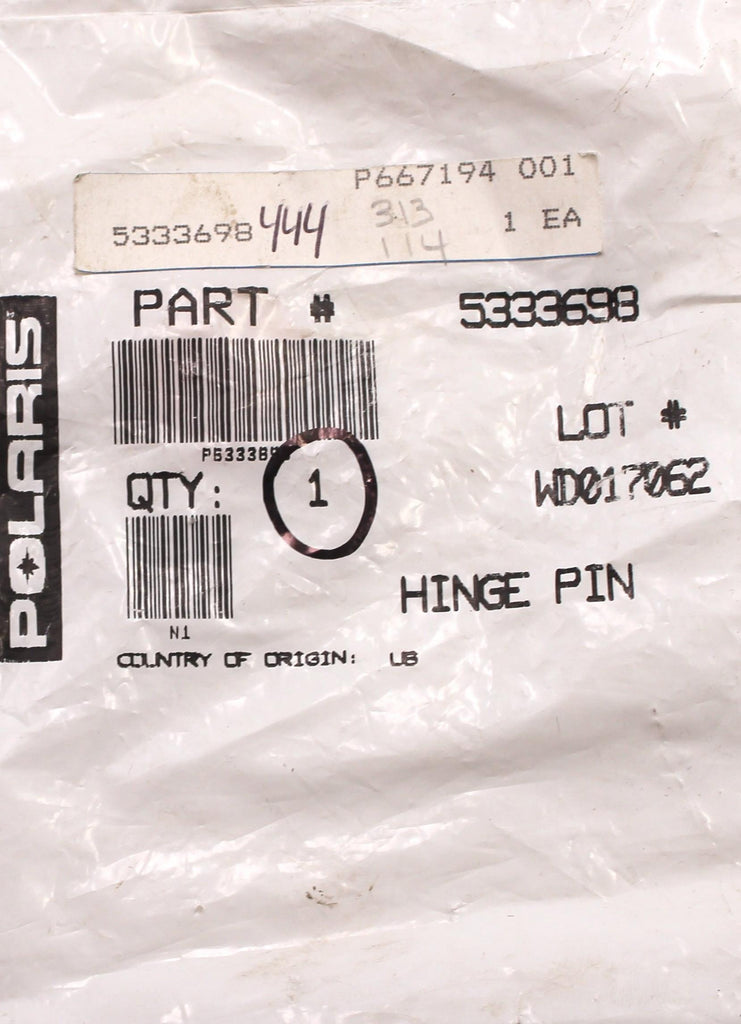 P667194 001
5333698 444 313 1 EA
114
PART # 5333698
LOT #
WD017062
QTY: 1
HINGE PIN
N1
COUNTRY OF ORIGIN: US
POLARIS